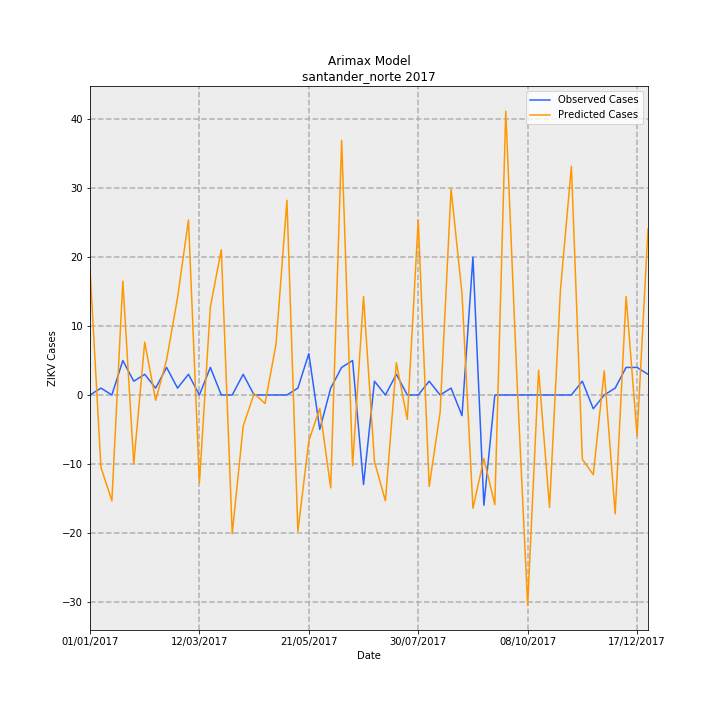 Arimax Model
santander_norte 2017
Observed Cases
Predicted Cases
40
30
20
10
0
−10
−20
−30
ZIKV Cases
01/01/2017 12/03/2017 21/05/2017 30/07/2017 08/10/2017 17/12/2017
Date